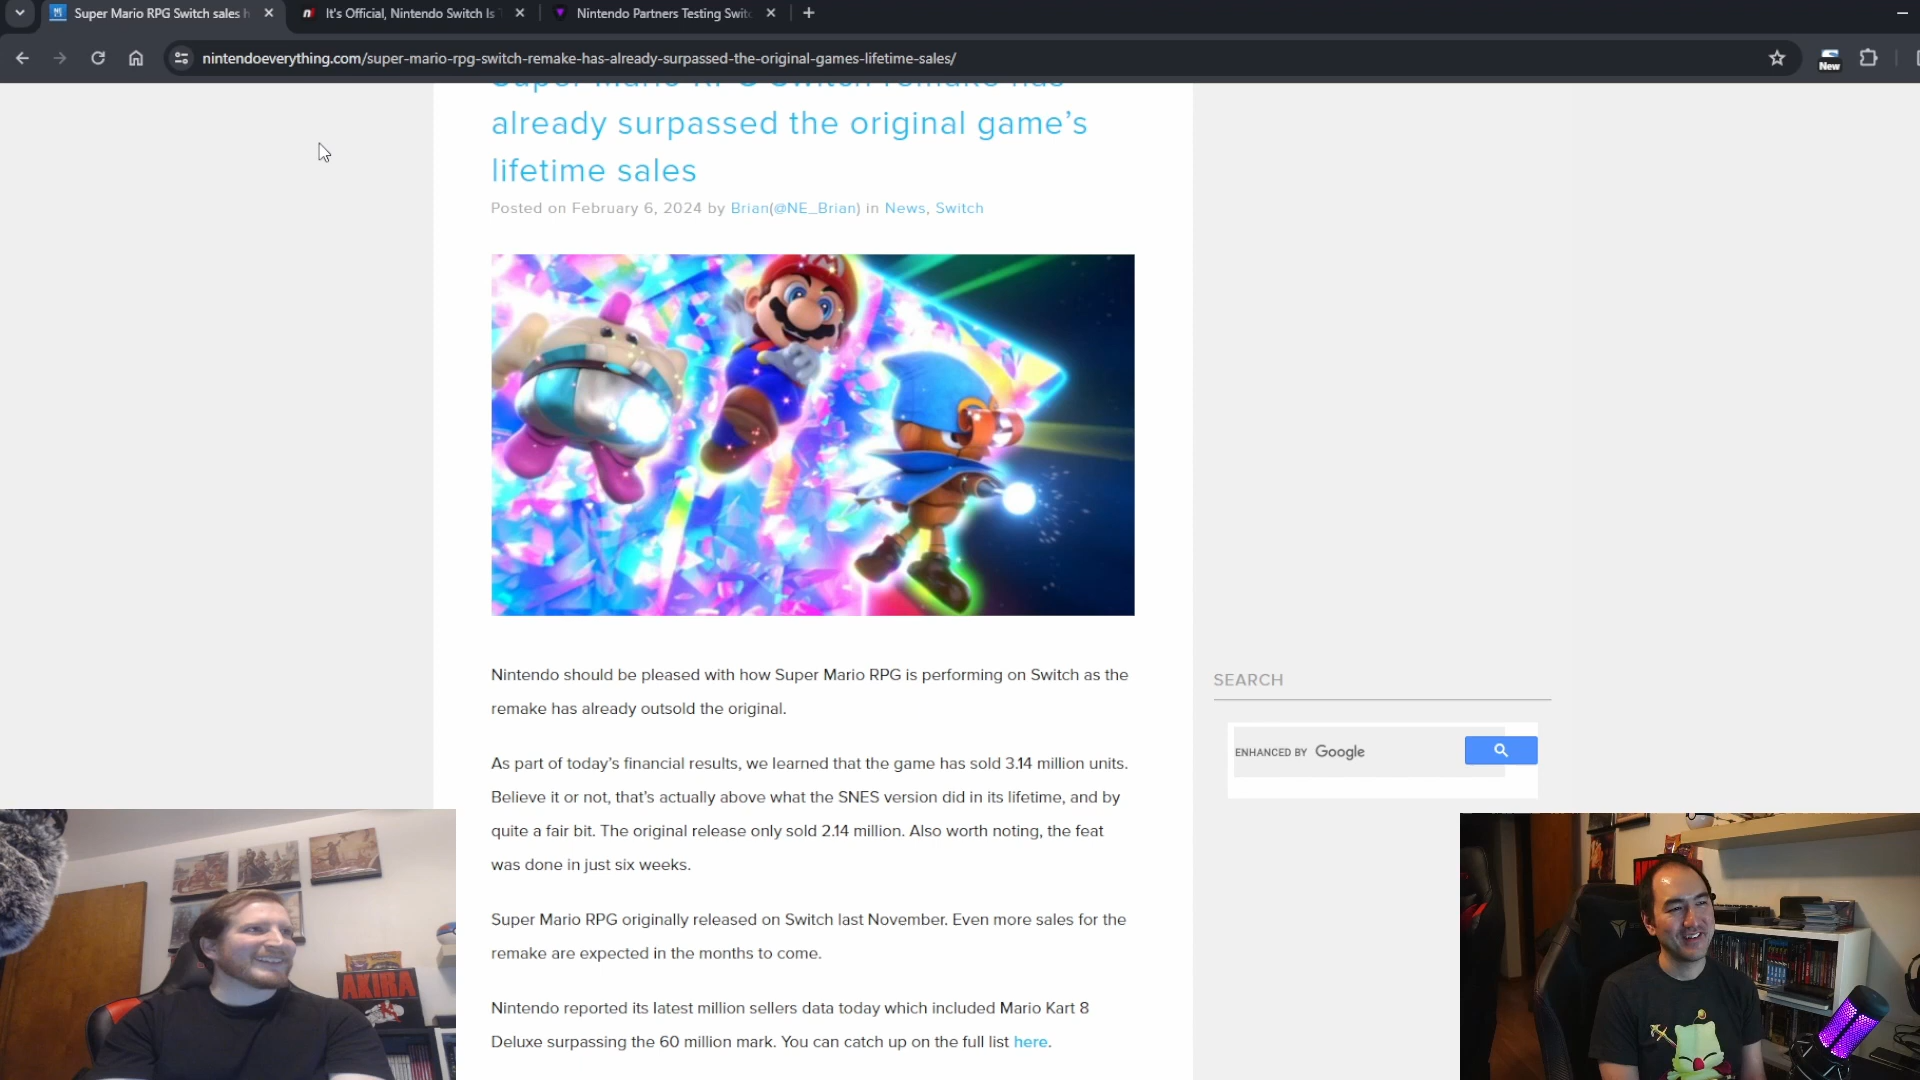 Super Mario RPG Switch sales h
It's Official, Nintendo Switch Is
Nintendo Partners Testing Swit
nintendoeverything.com/super-mario-rpg-switch-remake-has-already-surpassed-the-original-games-lifetime-sales/
New
Super Mario RPG Switch remake has
already surpassed the original game’s
lifetime sales
Posted on February 6, 2024 by Brian(@NE_Brian) in News, Switch
Nintendo should be pleased with how Super Mario RPG is performing on Switch as the
remake has already outsold the original.
As part of today’s financial results, we learned that the game has sold 3.14 million units.
Believe it or not, that’s actually above what the SNES version did in its lifetime, and by
quite a fair bit. The original release only sold 2.14 million. Also worth noting, the feat
was done in just six weeks.
Super Mario RPG originally released on Switch last November. Even more sales for the
remake are expected in the months to come.
Nintendo reported its latest million sellers data today which included Mario Kart 8
Deluxe surpassing the 60 million mark. You can catch up on the full list here.
SEARCH
ENHANCED BY Google
AKIRA